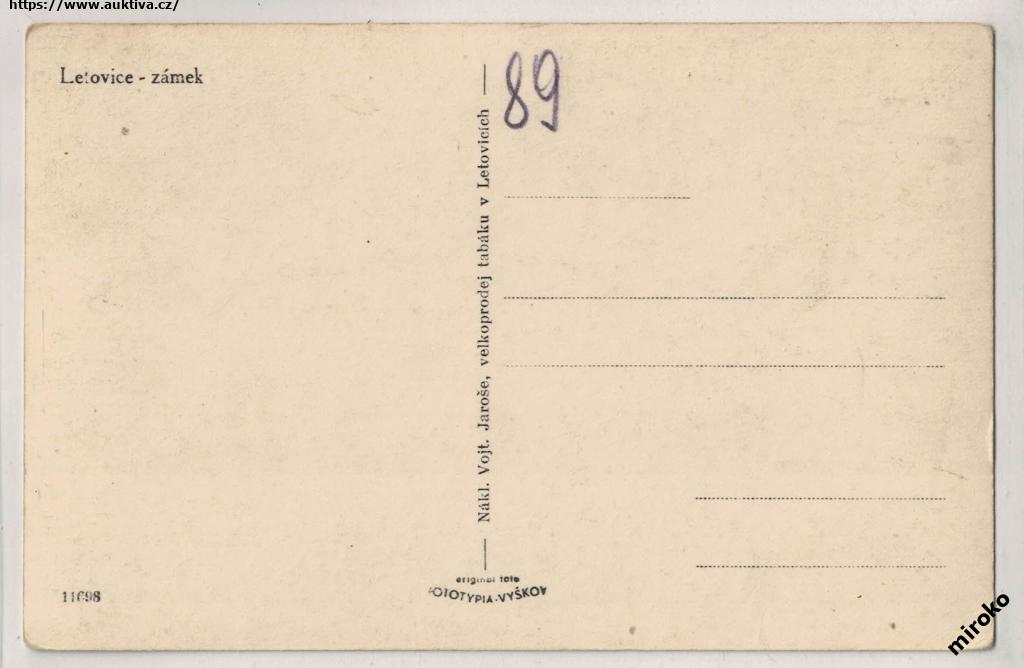 https://www.auktiva.cz/
Letovice - zámek
89
Nákl. Vojt. Jaroše, velkoprodej tabáku v Letovicích
original foto
FOTOTYPIA-VYŠKOV
11698
miroko